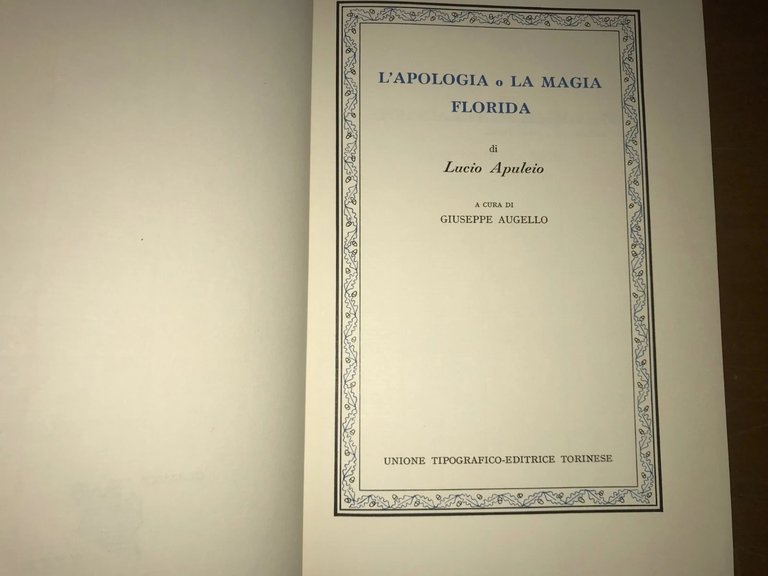 L'APOLOGIA o LA MAGIA
FLORIDA
di
Lucio Apuleio
A CURA DI
GIUSEPPE AUGELLO
UNIONE TIPOGRAFICO-EDITRICE TORINESE